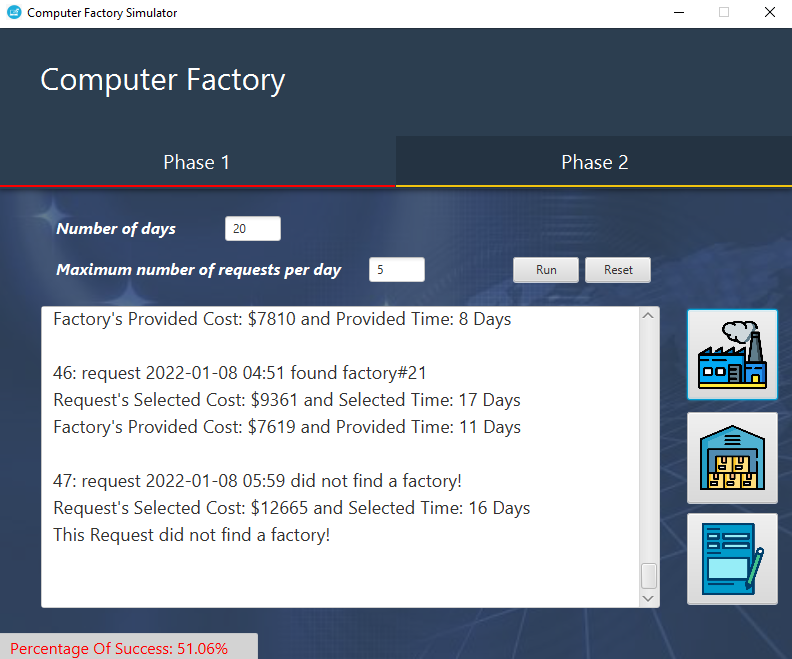 Computer Factory Simulator
Computer Factory
Phase 1
Phase 2
Number of days
20
Maximum number of requests per day
5
Run
Reset
Factory's Provided Cost: $7810 and Provided Time: 8 Days
46: request 2022-01-08 04:51 found factory#21
Request's Selected Cost: $9361 and Selected Time: 17 Days
Factory's Provided Cost: $7619 and Provided Time: 11 Days
47: request 2022-01-08 05:59 did not find a factory!
Request's Selected Cost: $12665 and Selected Time: 16 Days
This Request did not find a factory!
Percentage Of Success: 51.06%